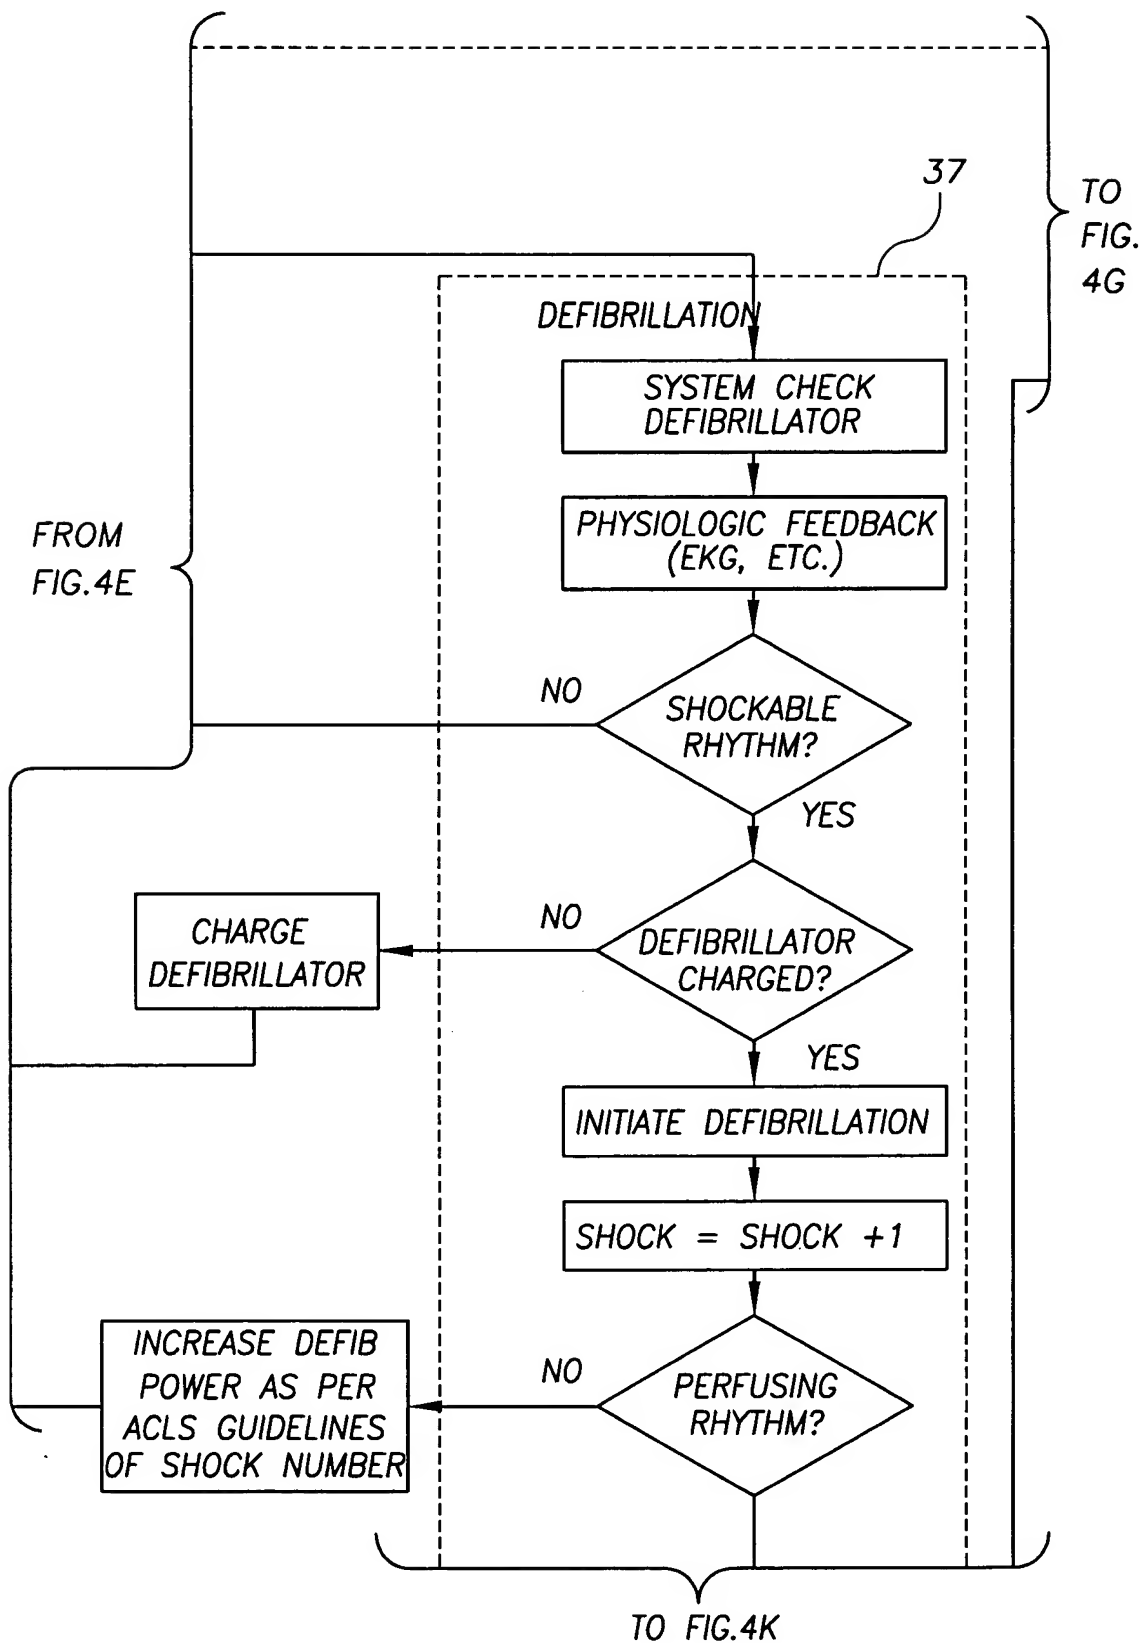 37
TO
FIG.
4G
DEFIBRILLATION
SYSTEM CHECK
DEFIBRILLATOR
FROM
FIG.4E
PHYSIOLOGIC FEEDBACK
(EKG, ETC.)
NO
SHOCKABLE
RHYTHM?
YES
CHARGE
DEFIBRILLATOR
NO
DEFIBRILLATOR
CHARGED?
YES
INITIATE DEFIBRILLATION
SHOCK = SHOCK +1
INCREASE DEFIB
POWER AS PER
ACLS GUIDELINES
OF SHOCK NUMBER
NO
PERFUSING
RHYTHM?
TO FIG.4K